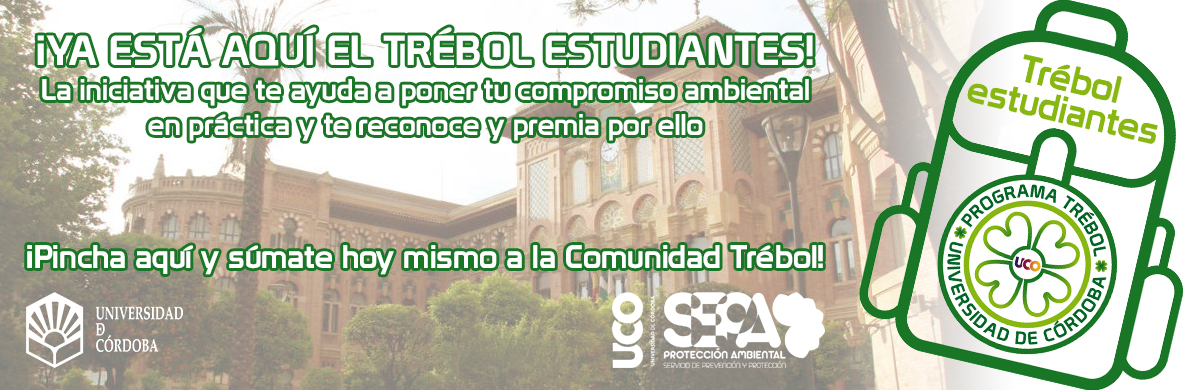 ¡YA ESTÁ AQUÍ EL TRÉBOL ESTUDIANTES!
La iniciativa que te ayuda a poner tu compromiso ambiental
en práctica y te reconoce y premia por ello
¡Pincha aquí y súmate hoy mismo a la Comunidad Trébol!
UNIVERSIDAD
Ð
CÓRDOBA
UCO
UNIVERSIDAD DE CÓRDOBA
SEPA
PROTECCIÓN AMBIENTAL
SERVICIO DE PREVENCIÓN Y PROTECCIÓN
Trébol
estudiantes
PROGRAMA TRÉBOL
UCO
UNIVERSIDAD DE CÓRDOBA